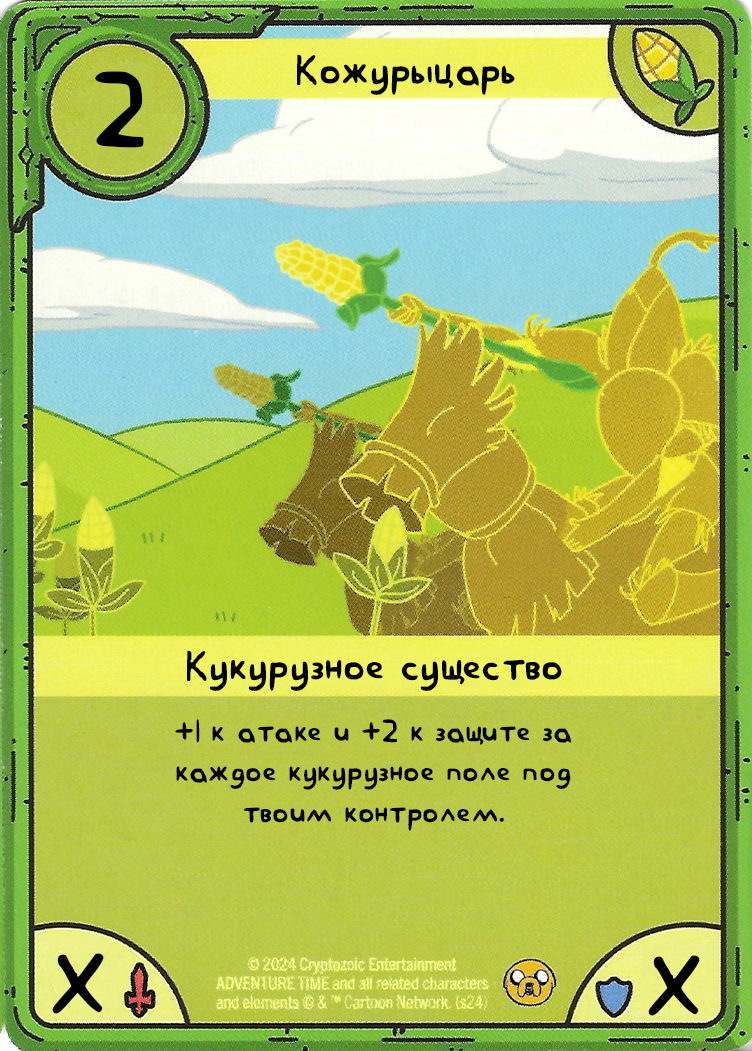 2
Кожурыцарь
Кукурузное существо
+1 к атаке и +2 к защите за
каждое кукурузное поле под
твоим контролем.
X
X
© 2024 Cryptozoic Entertainment
ADVENTURE TIME and all related characters
and elements © & ™ Cartoon Network. (s24)